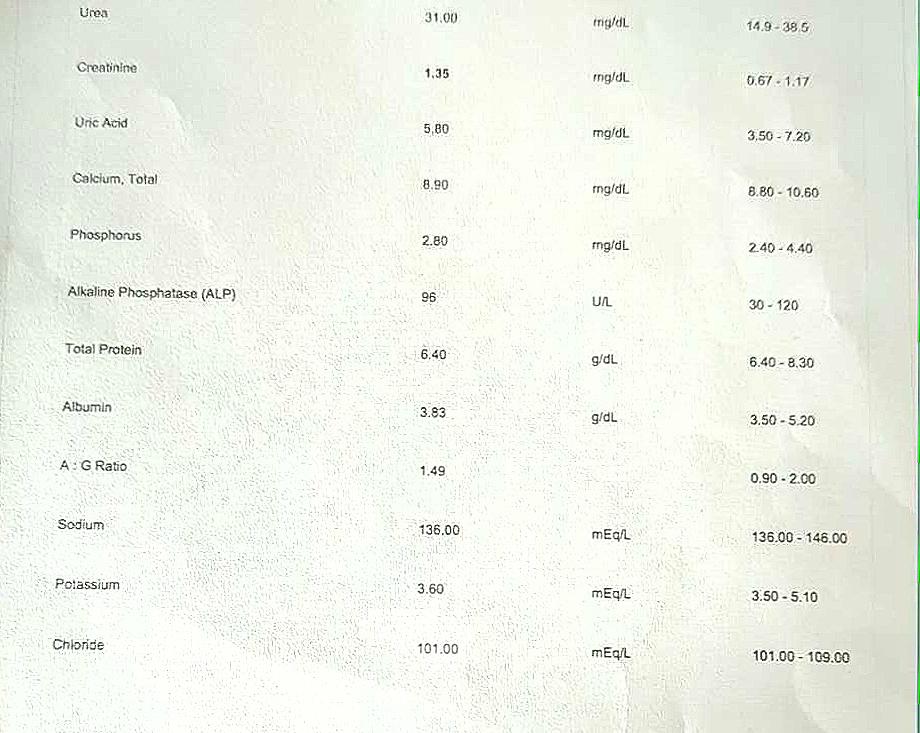 Urea 31.00 mg/dL 14.9 - 38.5
Creatinine 1.35 mg/dL 0.67 - 1.17
Uric Acid 5.80 mg/dL 3.50 - 7.20
Calcium, Total 8.90 mg/dL 8.80 - 10.60
Phosphorus 2.80 mg/dL 2.40 - 4.40
Alkaline Phosphatase (ALP) 96 U/L 30 - 120
Total Protein 6.40 g/dL 6.40 - 8.30
Albumin 3.83 g/dL 3.50 - 5.20
A : G Ratio 1.49 0.90 - 2.00
Sodium 136.00 mEq/L 136.00 - 146.00
Potassium 3.60 mEq/L 3.50 - 5.10
Chloride 101.00 mEq/L 101.00 - 109.00